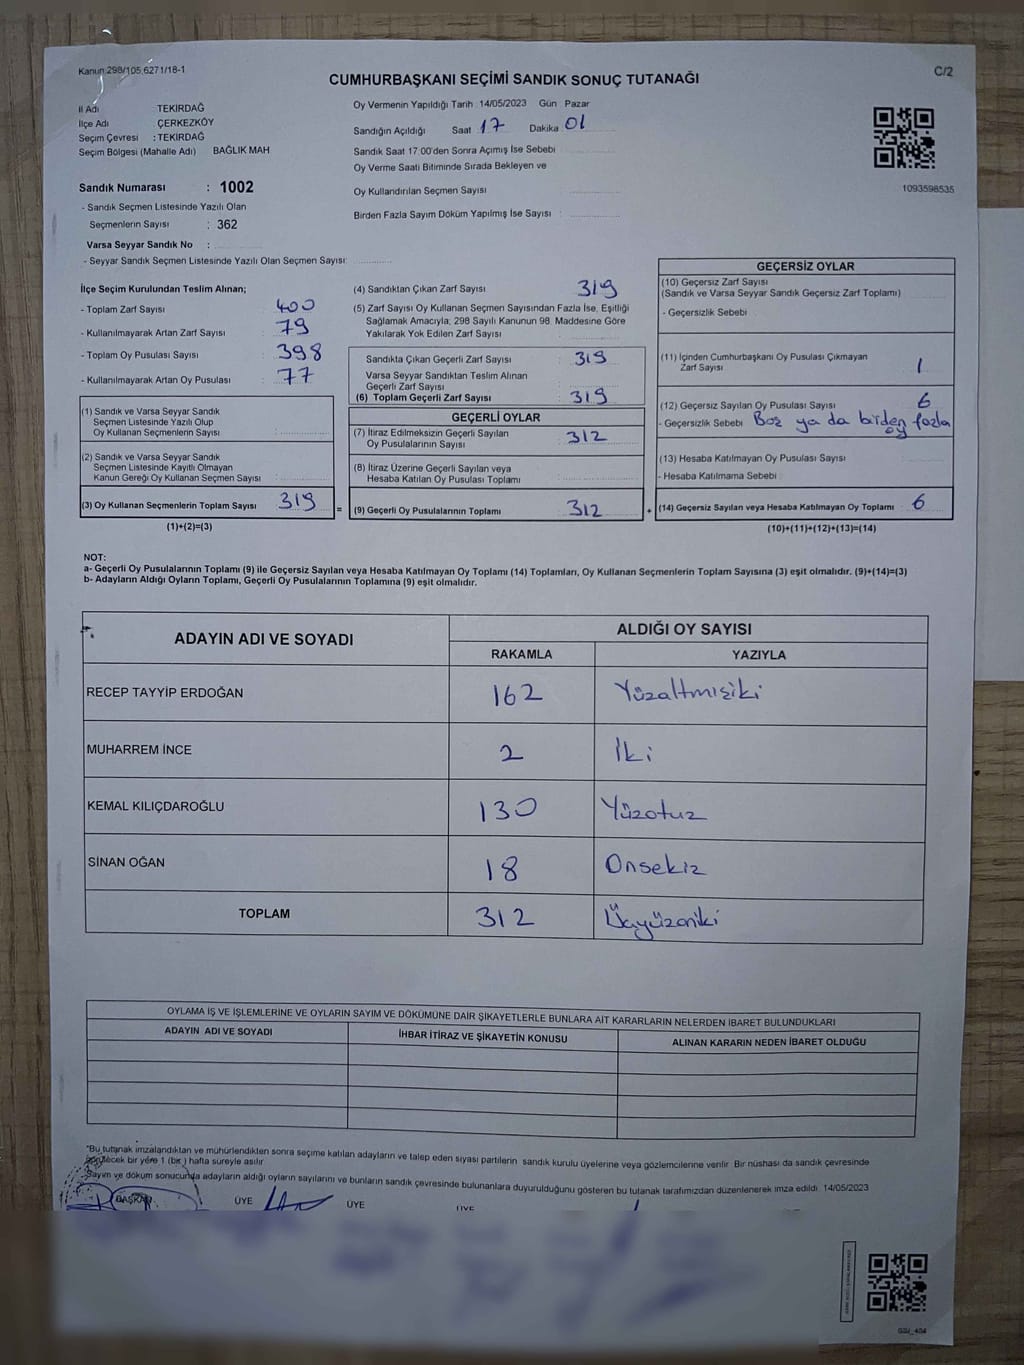 Kanun 298/105,6271/18-1
C/2
CUMHURBAŞKANI SEÇİMİ SANDIK SONUÇ TUTANAĞI
İl Adı : TEKİRDAĞ
İlçe Adı : ÇERKEZKÖY
Seçim Çevresi : TEKİRDAĞ
Seçim Bölgesi (Mahalle Adı) BAĞLIK MAH
Sandık Numarası : 1002
- Sandık Seçmen Listesinde Yazılı Olan
Seçmenlerin Sayısı : 362
Varsa Seyyar Sandık No :
- Seyyar Sandık Seçmen Listesinde Yazılı Olan Seçmen Sayısı:
Oy Vermenin Yapıldığı Tarih : 14/05/2023 Gün Pazar
Sandığın Açıldığı Saat 17 Dakika 01
Sandık Saat 17:00'den Sonra Açımış İse Sebebi
Oy Verme Saati Bitiminde Sırada Bekleyen ve
Oy Kullandırılan Seçmen Sayısı
Birden Fazla Sayım Döküm Yapılmış İse Sayısı :
1093598535
İlçe Seçim Kurulundan Teslim Alınan;
- Toplam Zarf Sayısı : 400
- Kullanılmayarak Artan Zarf Sayısı : 79
- Toplam Oy Pusulası Sayısı : 398
- Kullanılmayarak Artan Oy Pusulası : 77
(1) Sandık ve Varsa Seyyar Sandık
Seçmen Listesinde Yazılı Olup
Oy Kullanan Seçmenlerin Sayısı :
(2) Sandık ve Varsa Seyyar Sandık
Seçmen Listesinde Kayıtlı Olmayan
Kanun Gereği Oy Kullanan Seçmen Sayısı :
(3) Oy Kullanan Seçmenlerin Toplam Sayısı 319
(1)+(2)=(3)
=
(4) Sandıktan Çıkan Zarf Sayısı : 319
(5) Zarf Sayısı Oy Kullanan Seçmen Sayısından Fazla İse, Eşitliği
Sağlamak Amacıyla, 298 Sayılı Kanunun 98. Maddesine Göre
Yakılarak Yok Edilen Zarf Sayısı :
Sandıkta Çıkan Geçerli Zarf Sayısı : 319
Varsa Seyyar Sandıktan Teslim Alınan
Geçerli Zarf Sayısı :
(6) Toplam Geçerli Zarf Sayısı : 319
GEÇERLİ OYLAR
(7) İtiraz Edilmeksizin Geçerli Sayılan
Oy Pusulalarının Sayısı : 312
(8) İtiraz Üzerine Geçerli Sayılan veya
Hesaba Katılan Oy Pusulası Toplamı :
(9) Geçerli Oy Pusulalarının Toplamı 312
+
GEÇERSİZ OYLAR
(10) Geçersiz Zarf Sayısı
(Sandık ve Varsa Seyyar Sandık Geçersiz Zarf Toplamı)
- Geçersizlik Sebebi
(11) İçinden Cumhurbaşkanı Oy Pusulası Çıkmayan
Zarf Sayısı 1
(12) Geçersiz Sayılan Oy Pusulası Sayısı : 6
- Geçersizlik Sebebi Boş ya da birden fazla
oy
(13) Hesaba Katılmayan Oy Pusulası Sayısı :
- Hesaba Katılmama Sebebi
(14) Geçersiz Sayılan veya Hesaba Katılmayan Oy Toplamı 6
(10)+(11)+(12)+(13)=(14)
NOT:
a- Geçerli Oy Pusulalarının Toplamı (9) ile Geçersiz Sayılan veya Hesaba Katılmayan Oy Toplamı (14) Toplamları, Oy Kullanan Seçmenlerin Toplam Sayısına (3) eşit olmalıdır. (9)+(14)=(3)
b- Adayların Aldığı Oyların Toplamı, Geçerli Oy Pusulalarının Toplamına (9) eşit olmalıdır.
ADAYIN ADI VE SOYADI
ALDIĞI OY SAYISI
RAKAMLA YAZIYLA
RECEP TAYYİP ERDOĞAN 162 Yüzaltmışiki
MUHARREM İNCE 2 İki
KEMAL KILIÇDAROĞLU 130 Yüzotuz
SİNAN OĞAN 18 Onsekiz
TOPLAM 312 Üçyüzoniki
OYLAMA İŞ VE İŞLEMLERİNE VE OYLARIN SAYIM VE DÖKÜMÜNE DAİR ŞİKAYETLERLE BUNLARA AİT KARARLARIN NELERDEN İBARET BULUNDUKLARI
ADAYIN ADI VE SOYADI İHBAR İTİRAZ VE ŞİKAYETİN KONUSU ALINAN KARARIN NEDEN İBARET OLDUĞU
"Bu tutanak imzalandıktan ve mühürlendikten sonra seçime katılan adayların ve talep eden siyasi partilerin sandık kurulu üyelerine veya gözlemcilerine verilir. Bir nüshası da sandık çevresinde
görülecek bir yere 1 (bir) hafta süreyle asılır
Sayım ve döküm sonucunda adayların aldığı oyların sayılarını ve bunların sandık çevresinde bulunanlara duyurulduğunu gösteren bu tutanak tarafımızdan düzenlenerek imza edildi. 14/05/2023
BAŞKAN ÜYE ÜYE ÜYE